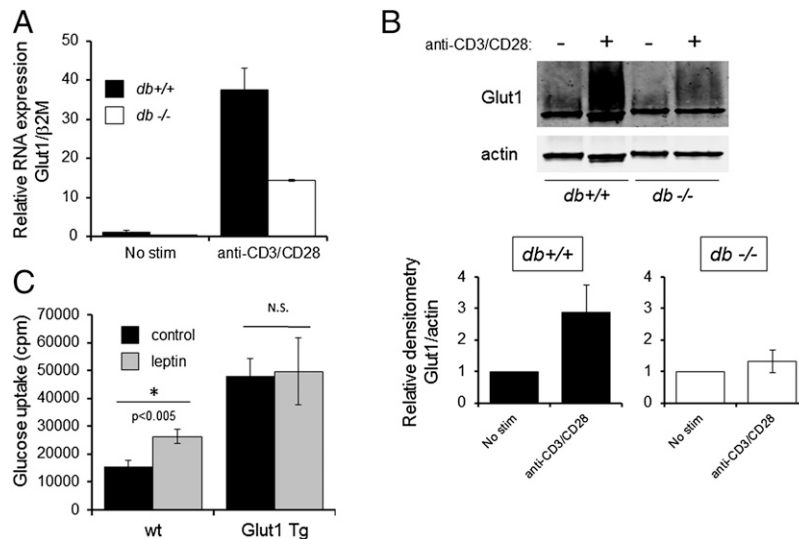 A
Relative RNA expression
Glut1/β2M
50
40
30
20
10
0
db+/+
db -/-
No stim
anti-CD3/CD28
B
anti-CD3/CD28:
- + - +
Glut1
actin
db+/+
db -/-
Relative densitometry
Glut1/actin
db+/+
4
3
2
1
0
No stim
anti-CD3/CD28
db -/-
4
3
2
1
0
No stim
anti-CD3/CD28
C
Glucose uptake (cpm)
70000
60000
50000
40000
30000
20000
10000
0
control
leptin
*
p<0.005
N.S.
wt
Glut1 Tg